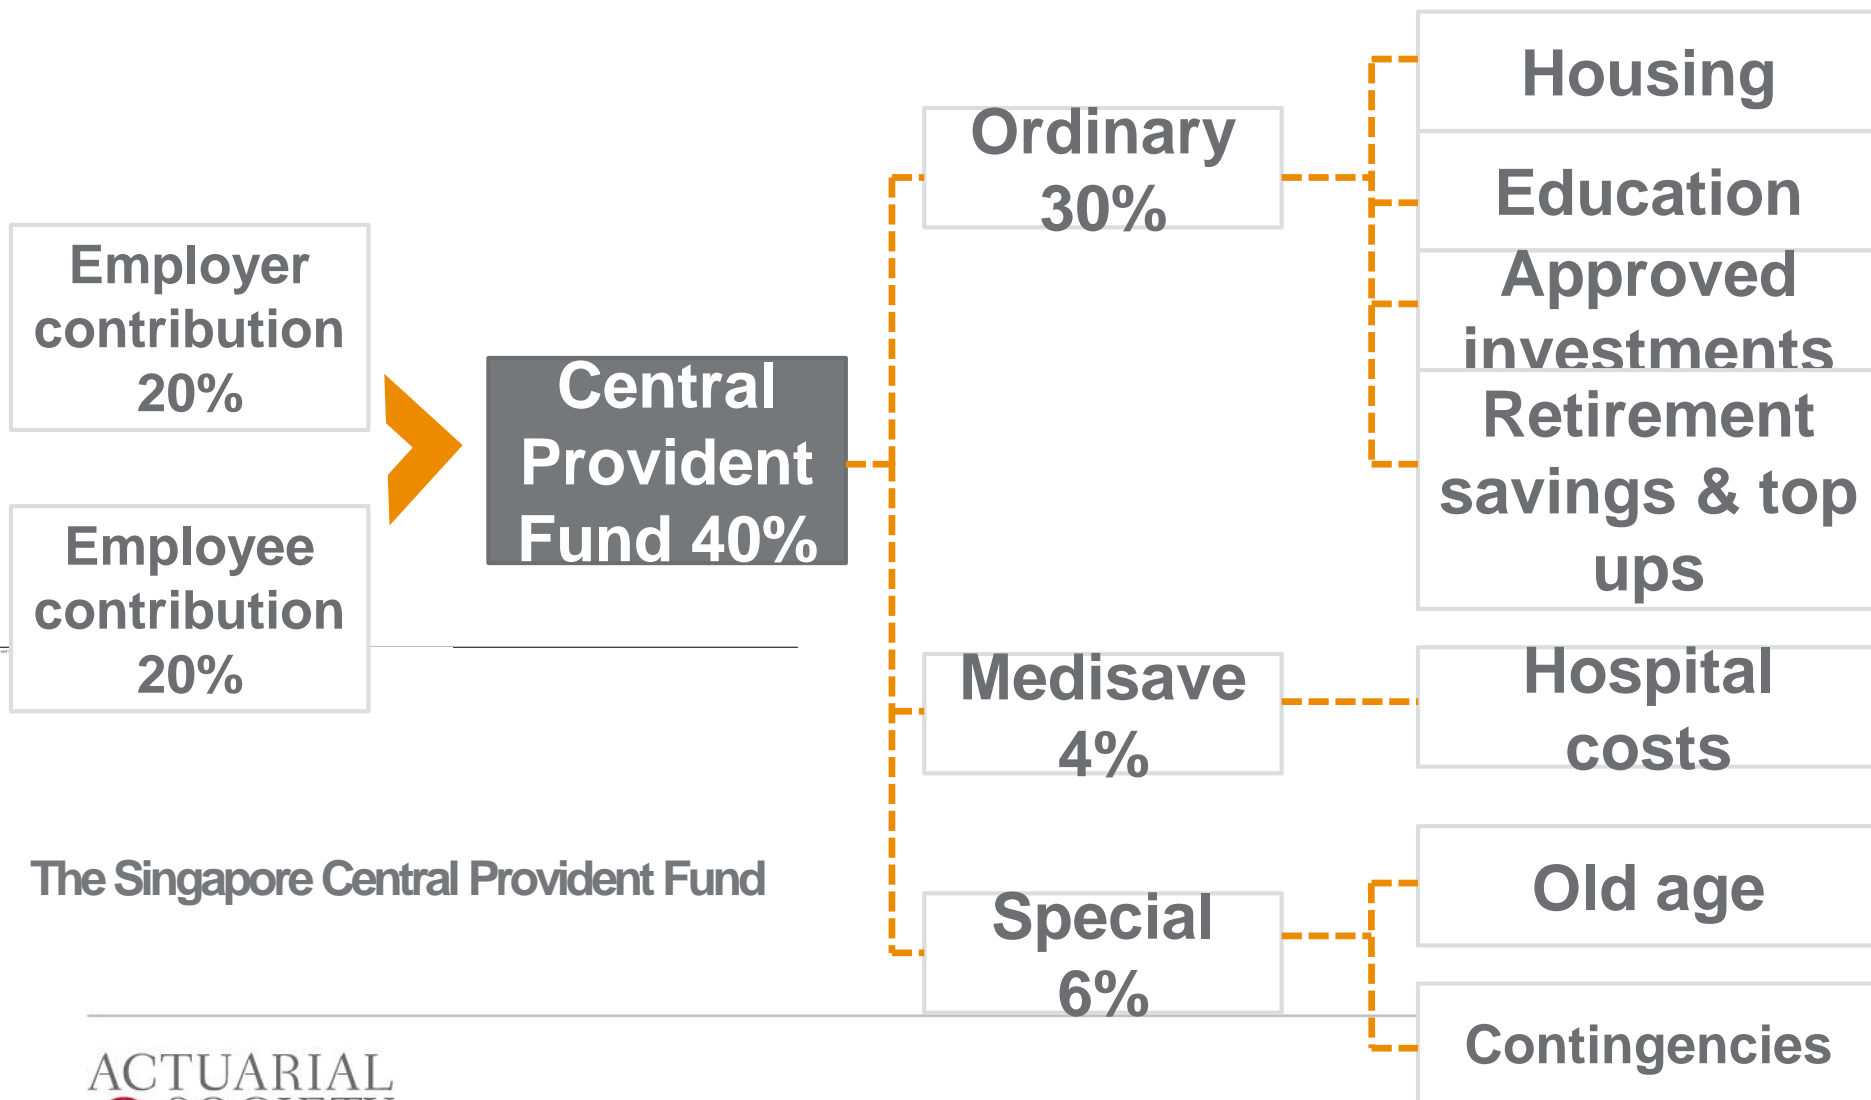 Employer
contribution
20%
Employee
contribution
20%
Central
Provident
Fund 40%
Ordinary
30%
Medisave
4%
Special
6%
Housing
Education
Approved
investments
Retirement
savings & top
ups
Hospital
costs
Old age
Contingencies
The Singapore Central Provident Fund
ACTUARIAL
SOCIETY